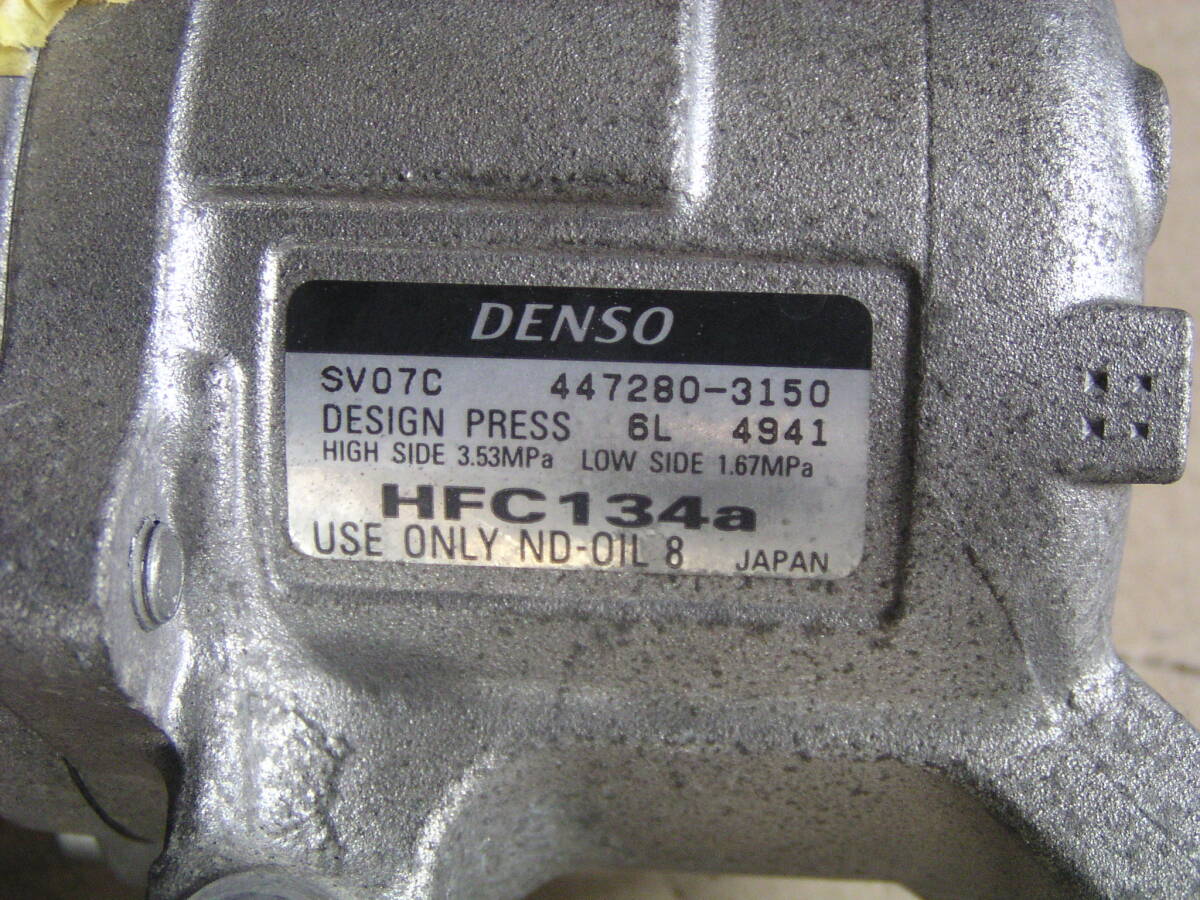 DENSO
SV07C 447280-3150
DESIGN PRESS 6L 4941
HIGH SIDE 3.53MPa LOW SIDE 1.67MPa
HFC134a
USE ONLY ND-OIL 8 JAPAN